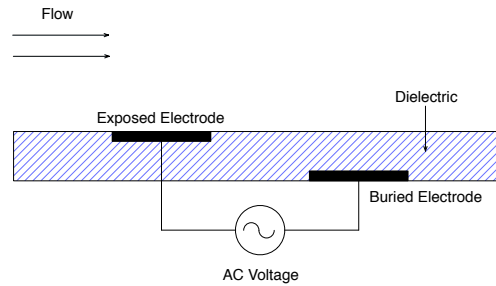 Flow
Exposed Electrode
Dielectric
Buried Electrode
AC Voltage